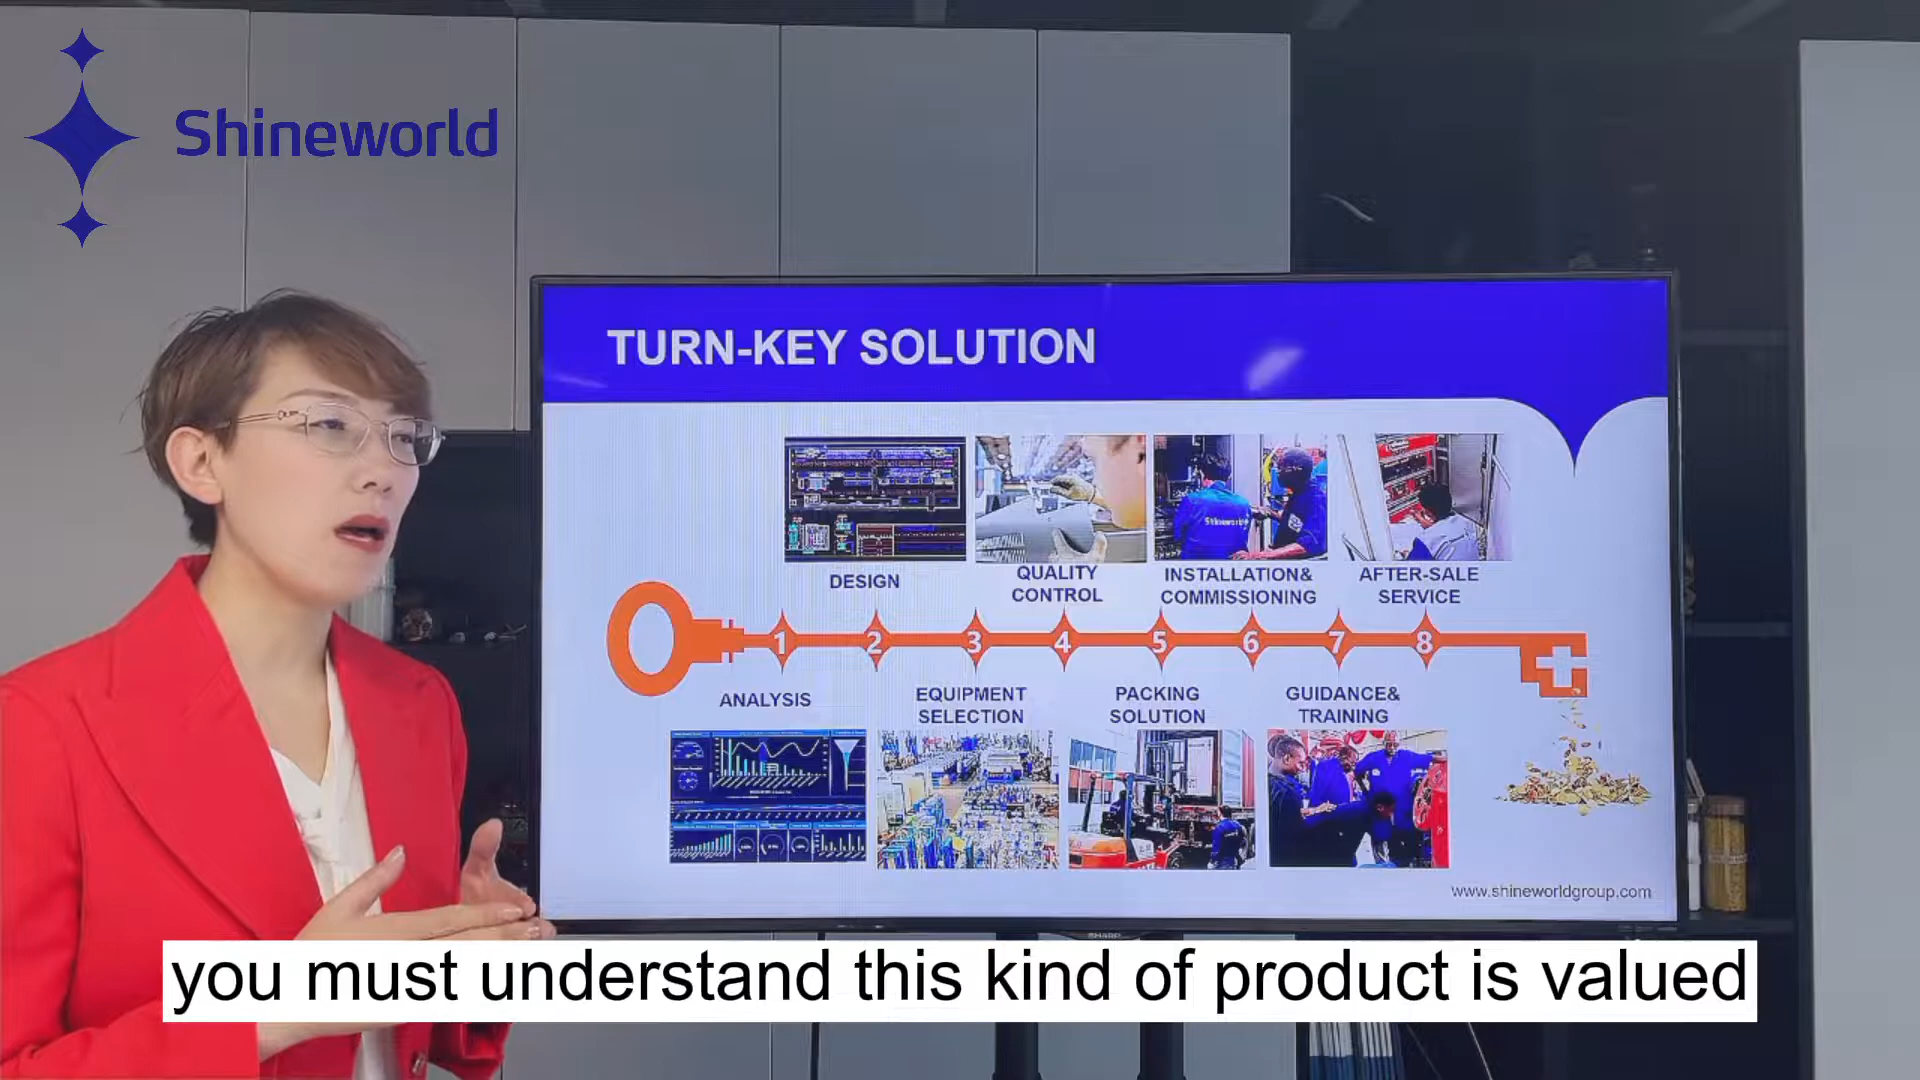 Shineworld
TURN-KEY SOLUTION
DESIGN
QUALITY
CONTROL
INSTALLATION&
COMMISSIONING
AFTER-SALE
SERVICE
1 2 3 4 5 6 7 8
ANALYSIS
EQUIPMENT
SELECTION
PACKING
SOLUTION
GUIDANCE&
TRAINING
Shineworld
www.shineworldgroup.com
SHARP
you must understand this kind of product is valued